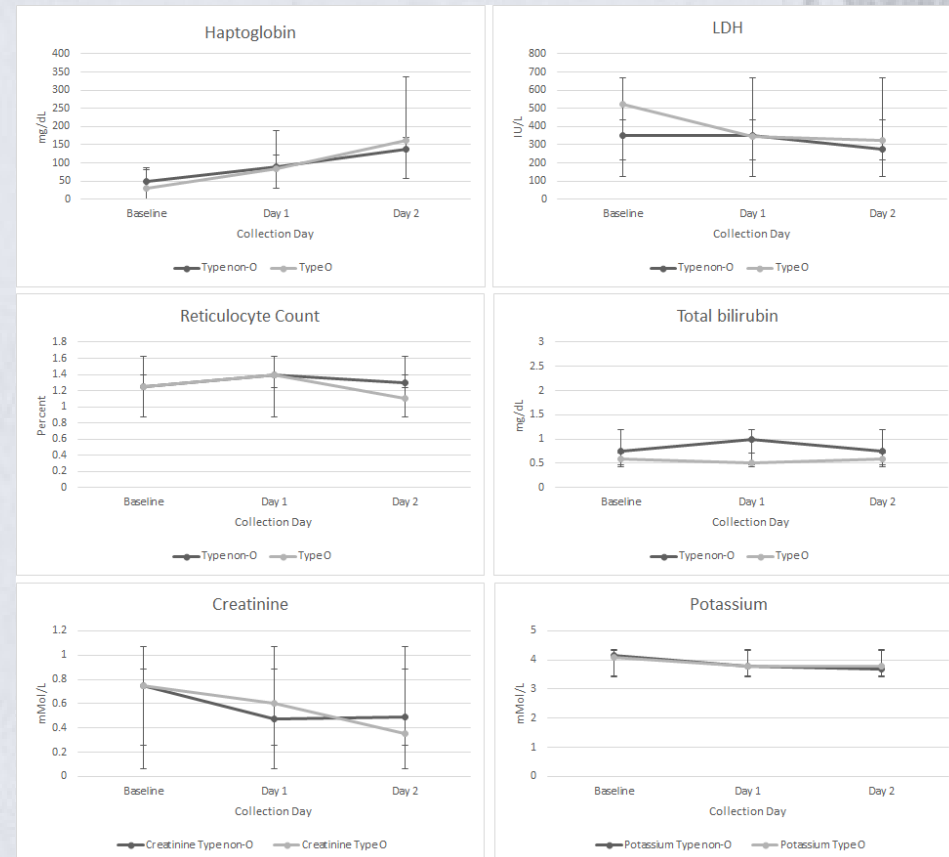 Haptoglobin
400
350
300
250
200
150
100
50
0
mg/dL
Baseline Day 1 Day 2
Collection Day
Type non-O Type O
LDH
800
700
600
500
400
300
200
100
0
IU/L
Baseline Day 1 Day 2
Collection Day
Type non-O Type O
Reticulocyte Count
1.8
1.6
1.4
1.2
1
0.8
0.6
0.4
0.2
0
Percent
Baseline Day 1 Day 2
Collection Day
Type non-O Type O
Total bilirubin
3
2.5
2
1.5
1
0.5
0
mg/dL
Baseline Day 1 Day 2
Collection Day
Type non-O Type O
Creatinine
1.2
1
0.8
0.6
0.4
0.2
0
mMol/L
Baseline Day 1 Day 2
Collection Day
Creatinine Type non-O Creatinine Type O
Potassium
5
4
3
2
1
0
mMol/L
Baseline Day 1 Day 2
Collection Day
Potassium Type non-O Potassium Type O